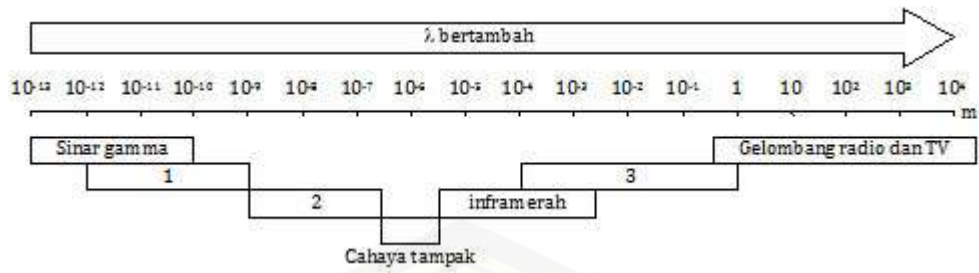 λ bertambah
10⁻¹³ 10⁻¹² 10⁻¹¹ 10⁻¹⁰ 10⁻⁹ 10⁻⁸ 10⁻⁷ 10⁻⁶ 10⁻⁵ 10⁻⁴ 10⁻³ 10⁻² 10⁻¹ 1 10 10² 10³ 10⁴
m
Sinar gamma Gelombang radio dan TV
1 3
2 inframerah
Cahaya tampak